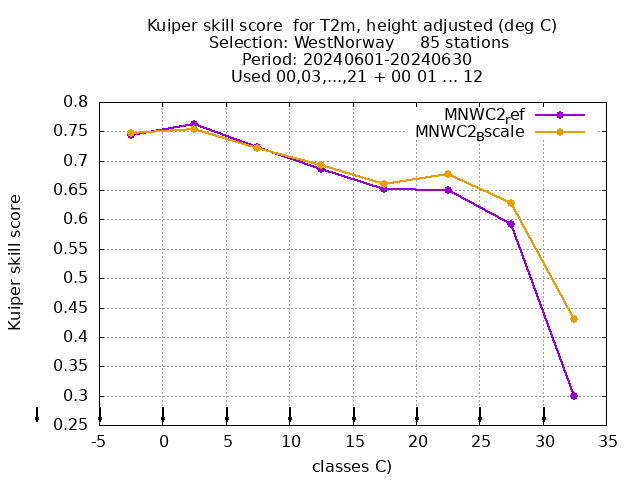 Kuiper skill score  for T2m, height adjusted (deg C)
Selection: WestNorway     85 stations
Period: 20240601-20240630
Used 00,03,...,21 + 00 01 ... 12
MNWC2ref
MNWC2Bscale
0.8
0.75
0.7
0.65
0.6
0.55
0.5
0.45
0.4
0.35
0.3
0.25
Kuiper skill score
-5 0 5 10 15 20 25 30 35
classes C)